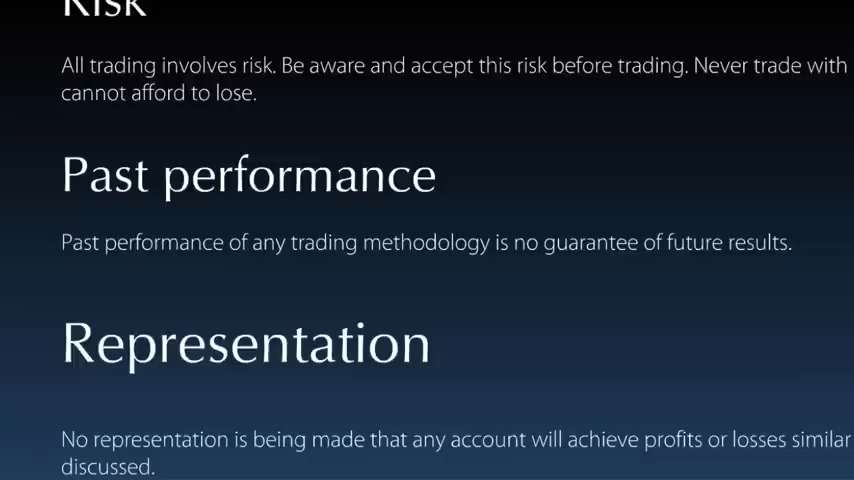 Risk
All trading involves risk. Be aware and accept this risk before trading. Never trade with
cannot afford to lose.
Past performance
Past performance of any trading methodology is no guarantee of future results.
Representation
No representation is being made that any account will achieve profits or losses similar
discussed.